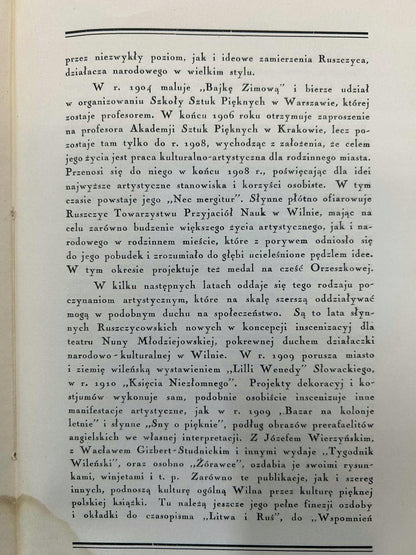 przez niezwykły poziom, jak i ideowe zamierzenia Ruszczyca,
działacza narodowego w wielkim stylu.
W r. 1904 maluje „Bajkę Zimową" i bierze udział
w organizowaniu Szkoły Sztuk Pięknych w Warszawie, której
zostaje profesorem. W końcu 1906 roku otrzymuje zaproszenie
na profesora Akademji Sztuk Pięknych w Krakowie, lecz po-
zostaje tam tylko do r. 1908, wychodząc z założenia, że celem
jego życia jest praca kulturalno-artystyczna dla rodzinnego miasta.
Przenosi się do niego w końcu 1908 r., poświęcając dla idei
najwyższe artystyczne stanowiska i korzyści osobiste. W tym
czasie powstaje jego „Nec mergitur". Słynne płótno ofiarowuje
Ruszczyc Towarzystwu Przyjaciół Nauk w Wilnie, mając na
celu zarówno budzenie większego życia artystycznego, jak i na-
rodowego w rodzinnem mieście, które z porywem odniosło się
do jego pobudek i zrozumiało do głębi ucieleśnione pędzlem idee.
W tym okresie projektuje też medal na cześć Orzeszkowej.
W kilku następnych latach oddaje się tego rodzaju po-
czynaniom artystycznym, które na skalę szerszą oddziaływać
mogą w podobnym duchu na społeczeństwo. Są to lata słyn-
nych Ruszczycowskich nowych w koncepcji inscenizacyj dla
teatru Nuny Młodziejowskiej, pokrewnej duchem działaczki
narodowo-kulturalnej w Wilnie. W r. 1909 porusza miasto
i ziemię wileńską wystawieniem „Lilli Wenedy" Słowackiego,
w r. 1910 „Księcia Niezłomnego". Projekty dekoracyj i ko-
stjumów wykonuje sam, podobnie osobiście inscenizuje inne
manifestacje artystyczne, jak w r. 1909 „Bazar na kolonje
letnie" i słynne „Sny o pięknie", podług obrazów prerafaelitów
angielskich we własnej interpretacji. Z Józefem Wierzyńskim,
z Wacławem Gizbert-Studnickim i innymi wydaje „Tygodnik
Wileński", oraz osobno „Żórawce", ozdabia je swoimi rysun-
kami, winjetami i t. p. Zarówno te publikacje, jak i szereg
innych, podnoszą kulturę ogólną Wilna przez kulturę pięknej
polskiej książki. Tu należą jeszcze jego pełne finezji ozdoby
i okładki do czasopisma „Litwa i Ruś", do „Wspomnień